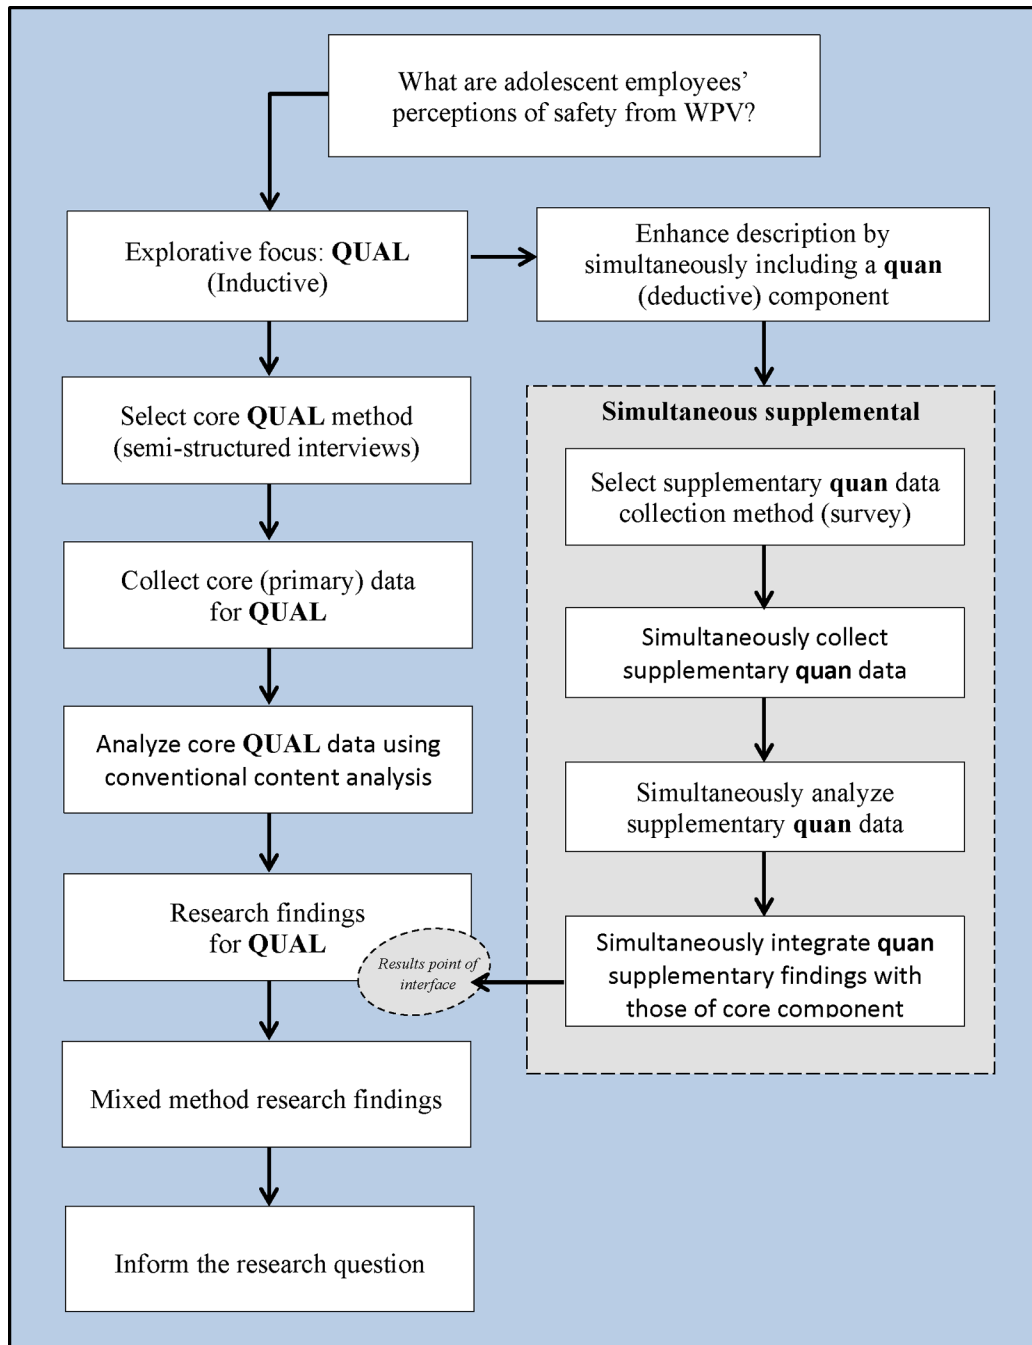 What are adolescent employees’
perceptions of safety from WPV?
Explorative focus: QUAL
(Inductive)
Enhance description by
simultaneously including a quan
(deductive) component
Select core QUAL method
(semi-structured interviews)
Collect core (primary) data
for QUAL
Analyze core QUAL data using
conventional content analysis
Research findings
for QUAL
Simultaneous supplemental
Select supplementary quan data
collection method (survey)
Simultaneously collect
supplementary quan data
Simultaneously analyze
supplementary quan data
Simultaneously integrate quan
supplementary findings with
those of core component
Results point of
interface
Mixed method research findings
Inform the research question